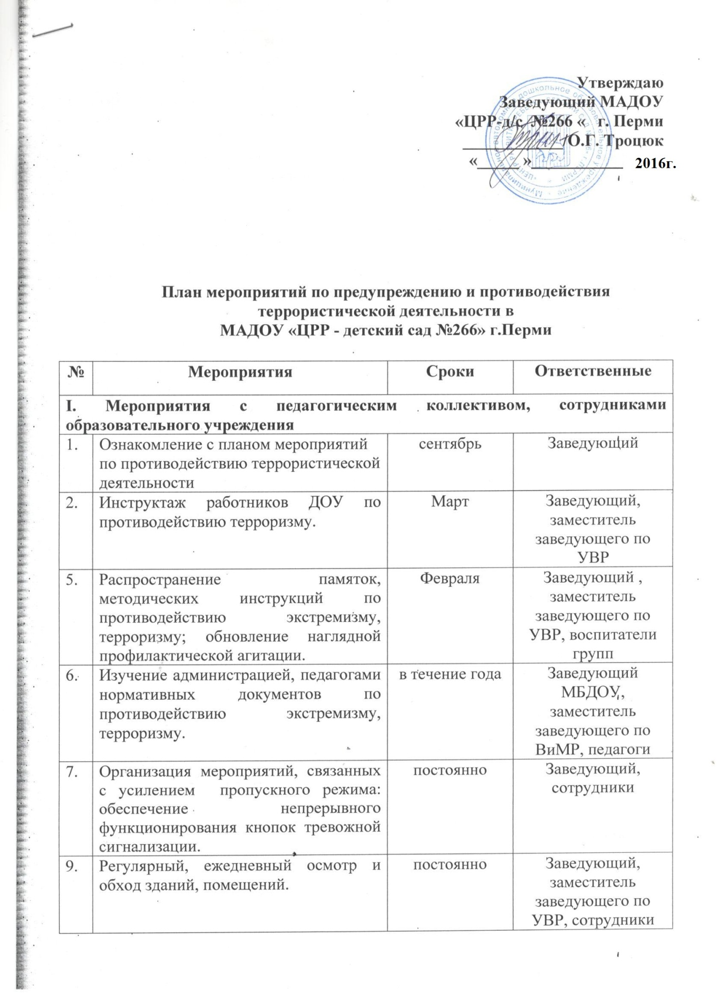 Утверждаю
Заведующий МАДОУ
«ЦРР-д/с №266 « г. Перми
О.Г. Троцюк
«______»___________ 2016г.
План мероприятий по предупреждению и противодействия
террористической деятельности в
МАДОУ «ЦРР - детский сад №266» г.Перми
№ Мероприятия Сроки Ответственные
I. Мероприятия с педагогическим коллективом, сотрудниками
образовательного учреждения
1. Ознакомление с планом мероприятий сентябрь Заведующий
по противодействию террористической
деятельности
2. Инструктаж работников ДОУ по Март Заведующий,
противодействию терроризму. заместитель
заведующего по
УВР
5. Распространение памяток, Февраля Заведующий ,
методических инструкций по заместитель
противодействию экстремизму, заведующего по
терроризму; обновление наглядной УВР, воспитатели
профилактической агитации. групп
6. Изучение администрацией, педагогами в течение года Заведующий
нормативных документов по МБДОУ,
противодействию экстремизму, заместитель
терроризму. заведующего по
ВиМР, педагоги
7. Организация мероприятий, связанных постоянно Заведующий,
с усилением пропускного режима: сотрудники
обеспечение непрерывного
функционирования кнопок тревожной
сигнализации.
9. Регулярный, ежедневный осмотр и постоянно Заведующий,
обход зданий, помещений. заместитель
заведующего по
УВР, сотрудники